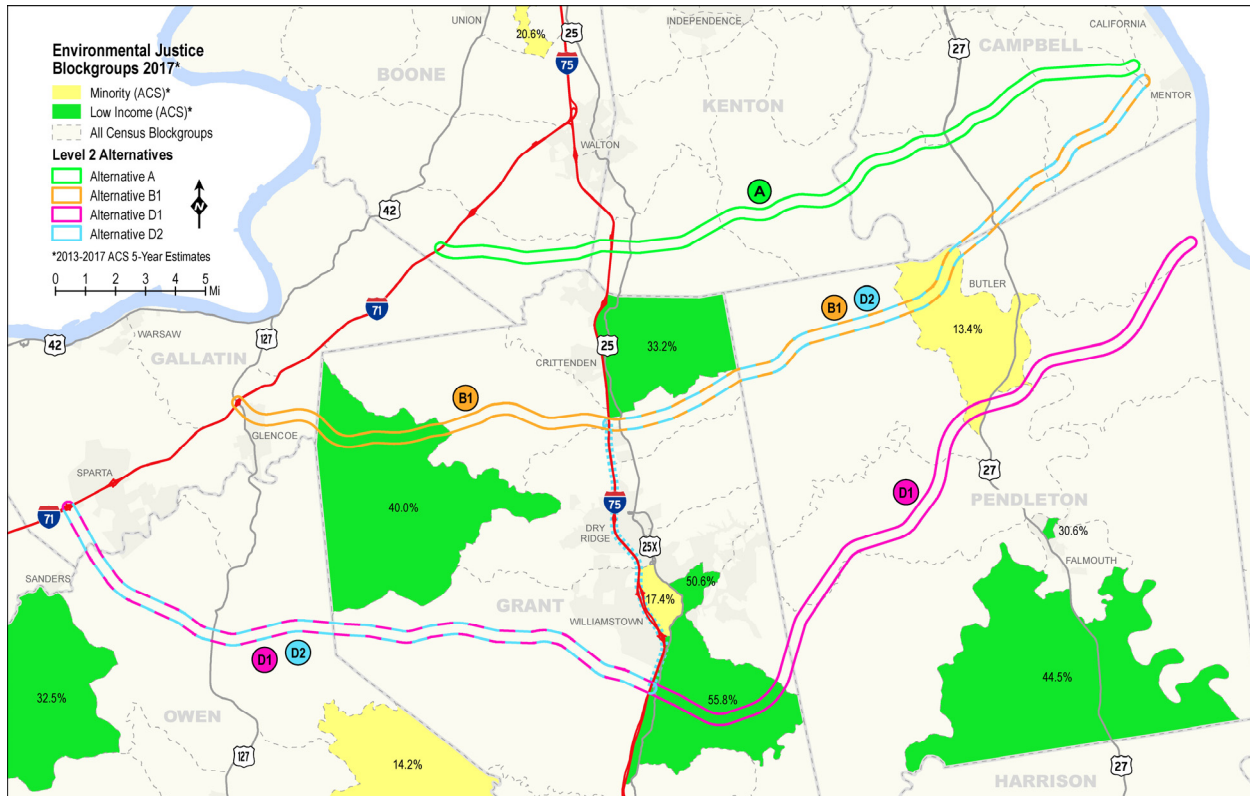 Environmental Justice
Blockgroups 2017*
Minority (ACS)*
Low Income (ACS)*
All Census Blockgroups
Level 2 Alternatives
Alternative A
Alternative B1
Alternative D1
Alternative D2
N
*2013-2017 ACS 5-Year Estimates
0 1 2 3 4 5 Mi
UNION
20.6%
25
75
INDEPENDENCE
27
CAMPBELL
CALIFORNIA
BOONE
KENTON
MENTOR
WALTON
A
42
71
B1
D2
BUTLER
13.4%
WARSAW
42
GALLATIN
127
25
33.2%
CRITTENDEN
B1
GLENCOE
SPARTA
40.0%
71
75
DRY
RIDGE
25X
27
D1
PENDLETON
30.6%
FALMOUTH
SANDERS
50.6%
17.4%
GRANT
WILLIAMSTOWN
D1
D2
32.5%
55.8%
44.5%
OWEN
127
14.2%
27
HARRISON